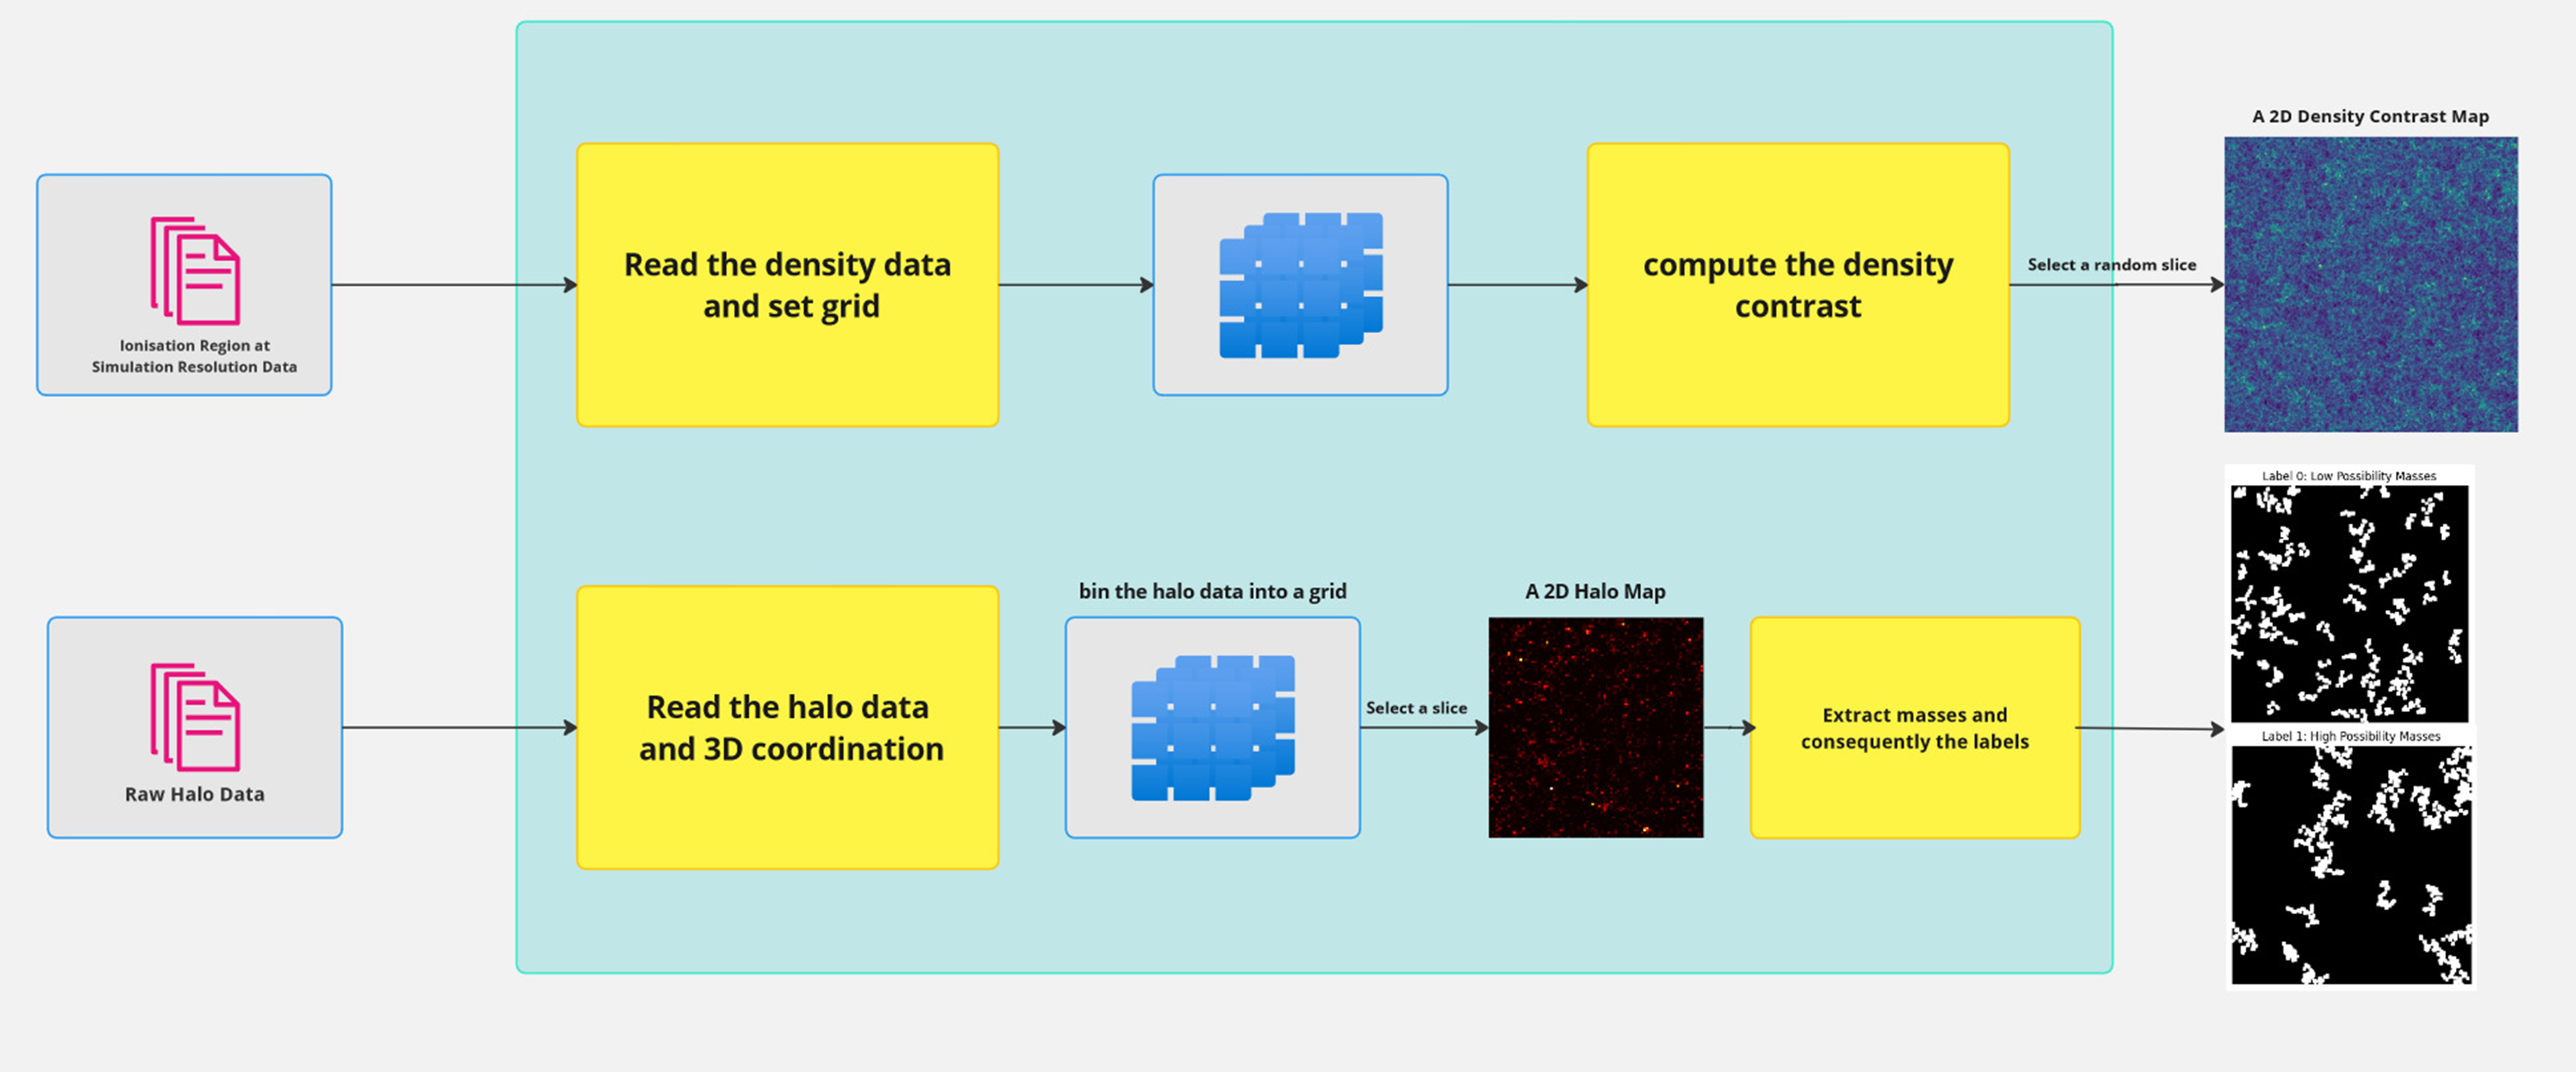 A 2D Density Contrast Map
Ionisation Region at
Simulation Resolution Data
Read the density data
and set grid
compute the density
contrast
Select a random slice
Label 0: Low Possibility Masses
Raw Halo Data
Read the halo data
and 3D coordination
bin the halo data into a grid
Select a slice
A 2D Halo Map
Extract masses and
consequently the labels
Label 1: High Possibility Masses